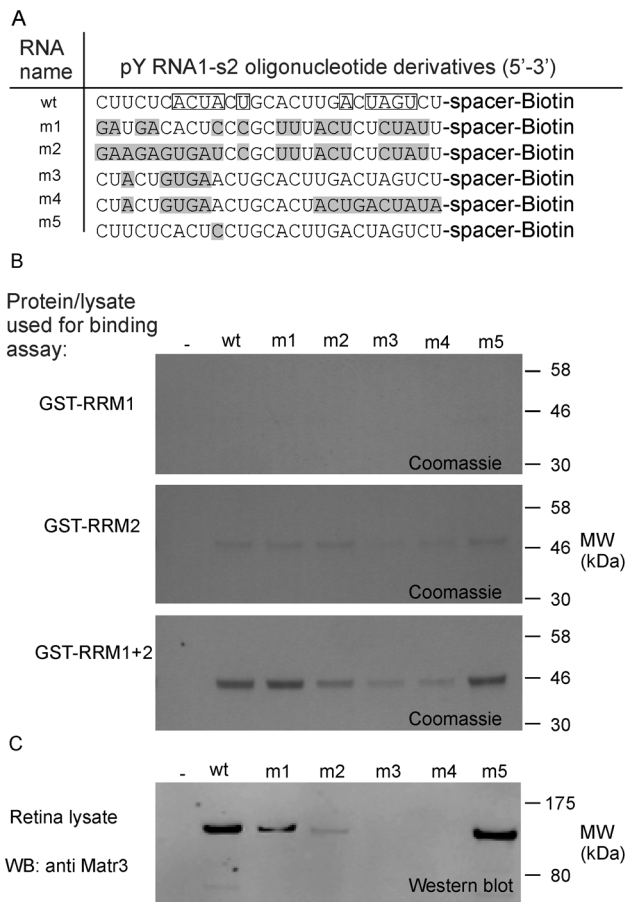 A
RNA name
pY RNA1-s2 oligonucleotide derivatives (5'-3')
wt CUUCUCACUACUGCACUUGACUAGUCU-spacer-Biotin
m1 GAUGACACUCCCGCUUUACUCUCUAUU-spacer-Biotin
m2 GAAGAGUGAUCCGCUUUACUCUCUAUU-spacer-Biotin
m3 CUACUGUGAACUGCACUUGACUAGUCU-spacer-Biotin
m4 CUACUGUGAACUGCACUACUGACUAUA-spacer-Biotin
m5 CUUCUCACUCCUGCACUUGACUAGUCU-spacer-Biotin
B
Protein/lysate
used for binding
assay:
- wt m1 m2 m3 m4 m5
GST-RRM1
58
46
30
Coomassie
GST-RRM2
58
46
30
Coomassie
MW
(kDa)
GST-RRM1+2
58
46
30
Coomassie
C
- wt m1 m2 m3 m4 m5
Retina lysate
WB: anti Matr3
175
MW
(kDa)
80
Western blot